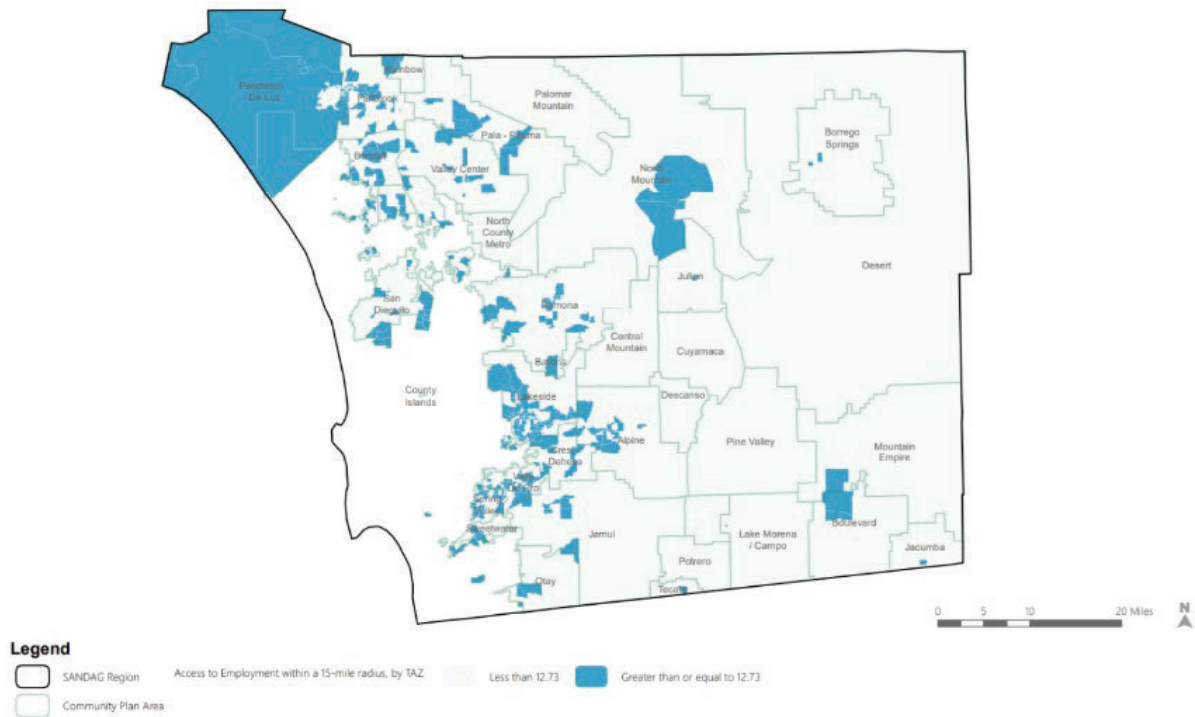 Rainbow
Pendleton
- De Luz
Fallbrook
Palomar
Mountain
Pala - Pauma
Borrego
Springs
Bonsall
Valley Center
North
Mountain
North
County
Metro
Desert
Julian
San
Dieguito
Ramona
Central
Mountain
Cuyamaca
Barona
County
Islands
Lakeside
Descanso
Alpine
Pine Valley
Mountain
Empire
Crest
Dehesa
Valle
De Oro
Spring
Valley
Boulevard
Sweetwater
Jamul
Lake Morena
/ Campo
Jacumba
Potrero
Otay
Tecate
0 5 10 20 Miles
N
Legend
SANDAG Region
Access to Employment within a 15-mile radius, by TAZ
Less than 12.73
Greater than or equal to 12.73
Community Plan Area